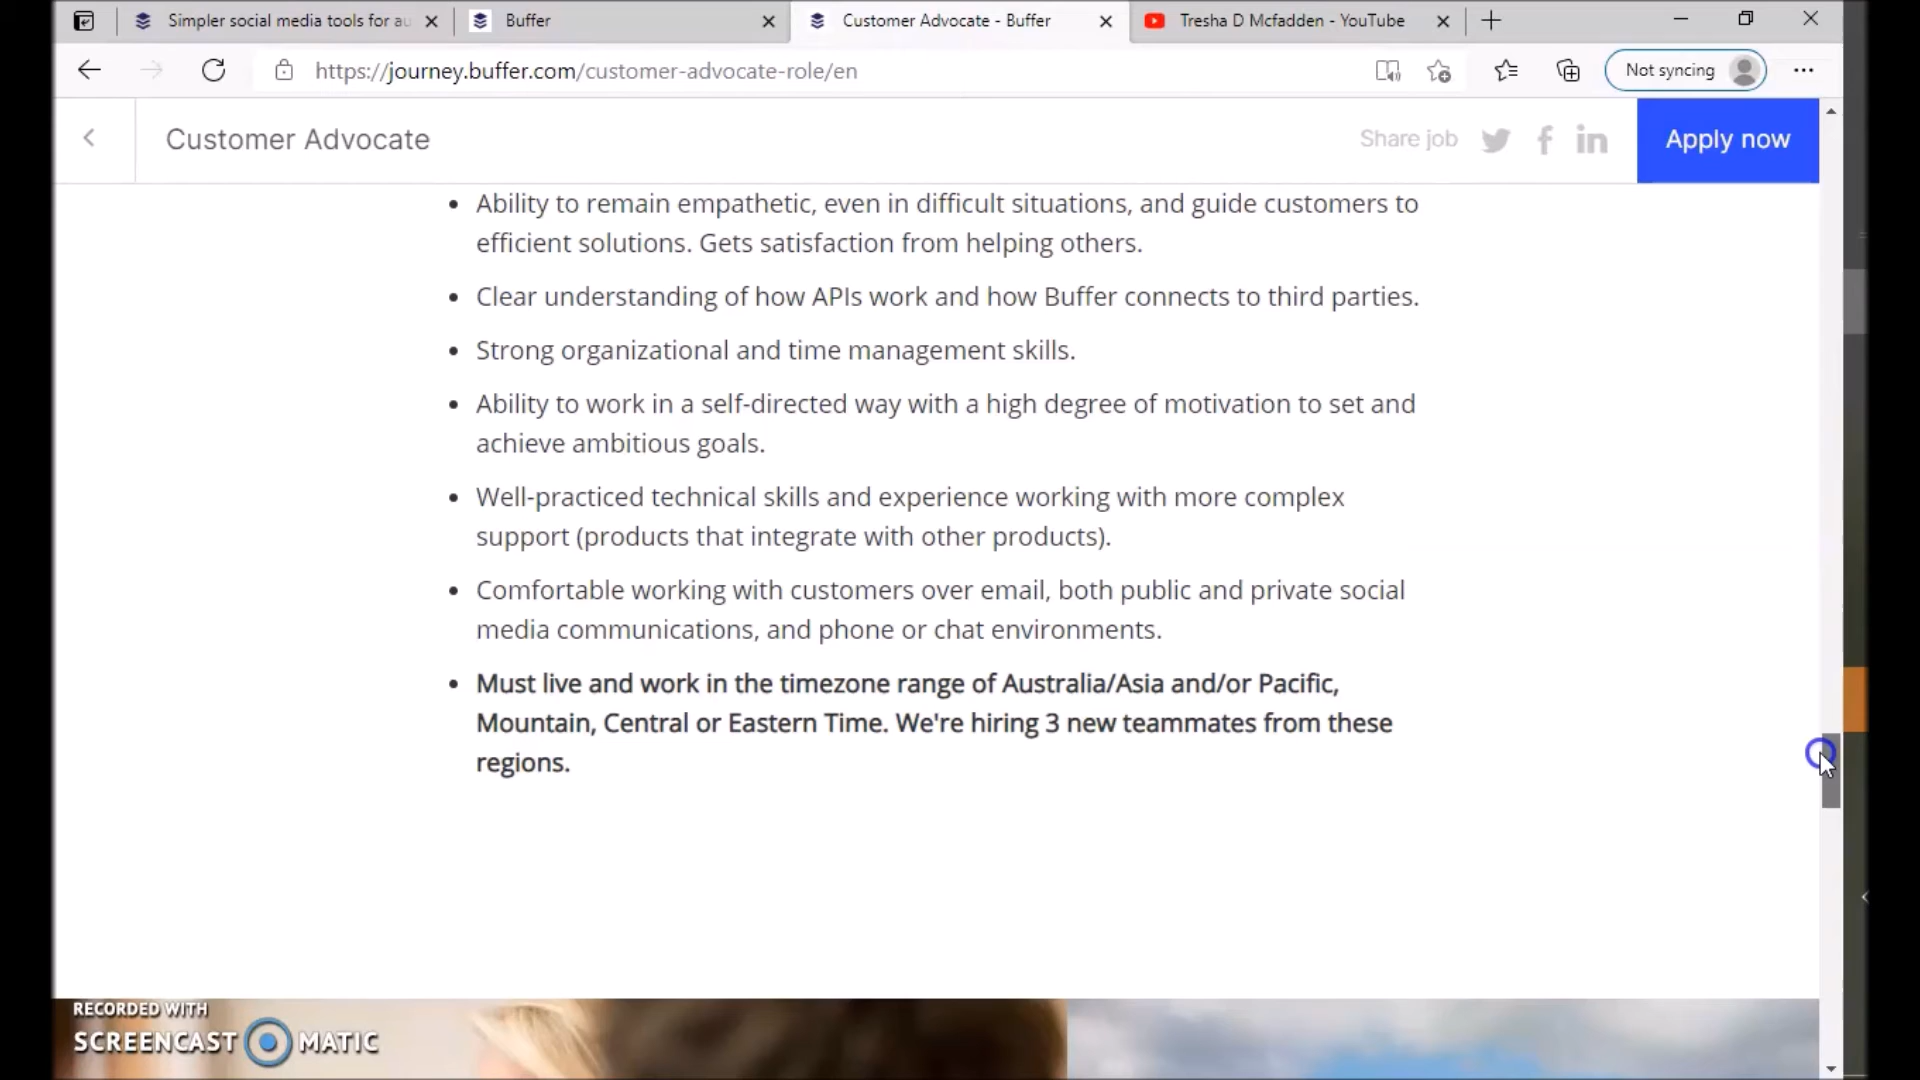 Simpler social media tools for au
Buffer
Customer Advocate - Buffer
Tresha D Mcfadden - YouTube
https://journey.buffer.com/customer-advocate-role/en
Not syncing
Customer Advocate
Share job
Apply now
• Ability to remain empathetic, even in difficult situations, and guide customers to
efficient solutions. Gets satisfaction from helping others.
• Clear understanding of how APIs work and how Buffer connects to third parties.
• Strong organizational and time management skills.
• Ability to work in a self-directed way with a high degree of motivation to set and
achieve ambitious goals.
• Well-practiced technical skills and experience working with more complex
support (products that integrate with other products).
• Comfortable working with customers over email, both public and private social
media communications, and phone or chat environments.
• Must live and work in the timezone range of Australia/Asia and/or Pacific,
Mountain, Central or Eastern Time. We're hiring 3 new teammates from these
regions.
RECORDED WITH
SCREENCAST MATIC